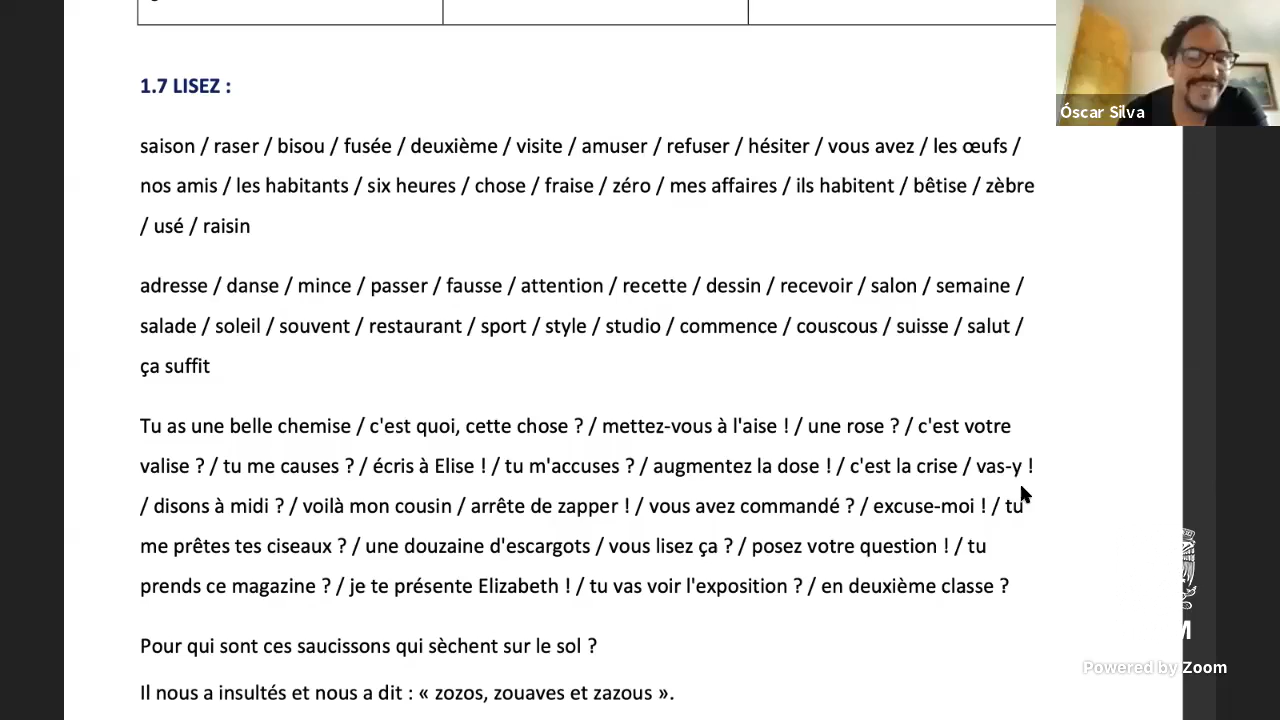 Óscar Silva
1.7 LISEZ :
saison / raser / bisou / fusée / deuxième / visite / amuser / refuser / hésiter / vous avez / les œufs /
nos amis / les habitants / six heures / chose / fraise / zéro / mes affaires / ils habitent / bêtise / zèbre
/ usé / raisin
adresse / danse / mince / passer / fausse / attention / recette / dessin / recevoir / salon / semaine /
salade / soleil / souvent / restaurant / sport / style / studio / commence / couscous / suisse / salut /
ça suffit
Tu as une belle chemise / c'est quoi, cette chose ? / mettez-vous à l'aise ! / une rose ? / c'est votre
valise ? / tu me causes ? / écris à Elise ! / tu m'accuses ? / augmentez la dose ! / c'est la crise / vas-y !
/ disons à midi ? / voilà mon cousin / arrête de zapper ! / vous avez commandé ? / excuse-moi ! / tu
me prêtes tes ciseaux ? / une douzaine d'escargots / vous lisez ça ? / posez votre question ! / tu
prends ce magazine ? / je te présente Elizabeth ! / tu vas voir l'exposition ? / en deuxième classe ?
Pour qui sont ces saucissons qui sèchent sur le sol ?
Powered by Zoom
Il nous a insultés et nous a dit : « zozos, zouaves et zazous ».